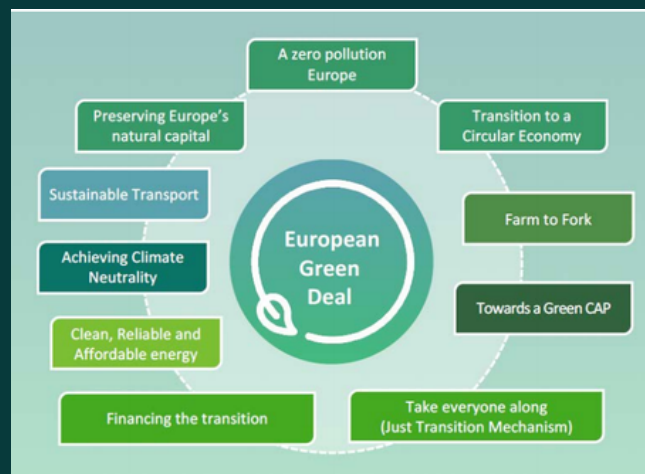 A zero pollution
Europe
Preserving Europe's
natural capital
Transition to a
Circular Economy
Sustainable Transport
Farm to Fork
European
Green
Deal
Achieving Climate
Neutrality
Towards a Green CAP
Clean, Reliable and
Affordable energy
Financing the transition
Take everyone along
(Just Transition Mechanism)